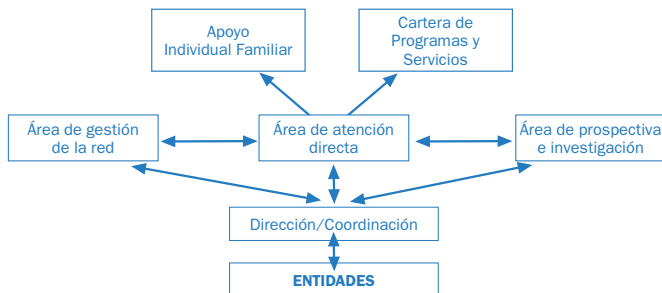 Apoyo
Individual Familiar
Cartera de
Programas y
Servicios
Área de gestión
de la red
Área de atención
directa
Área de prospectiva
e investigación
Dirección/Coordinación
ENTIDADES